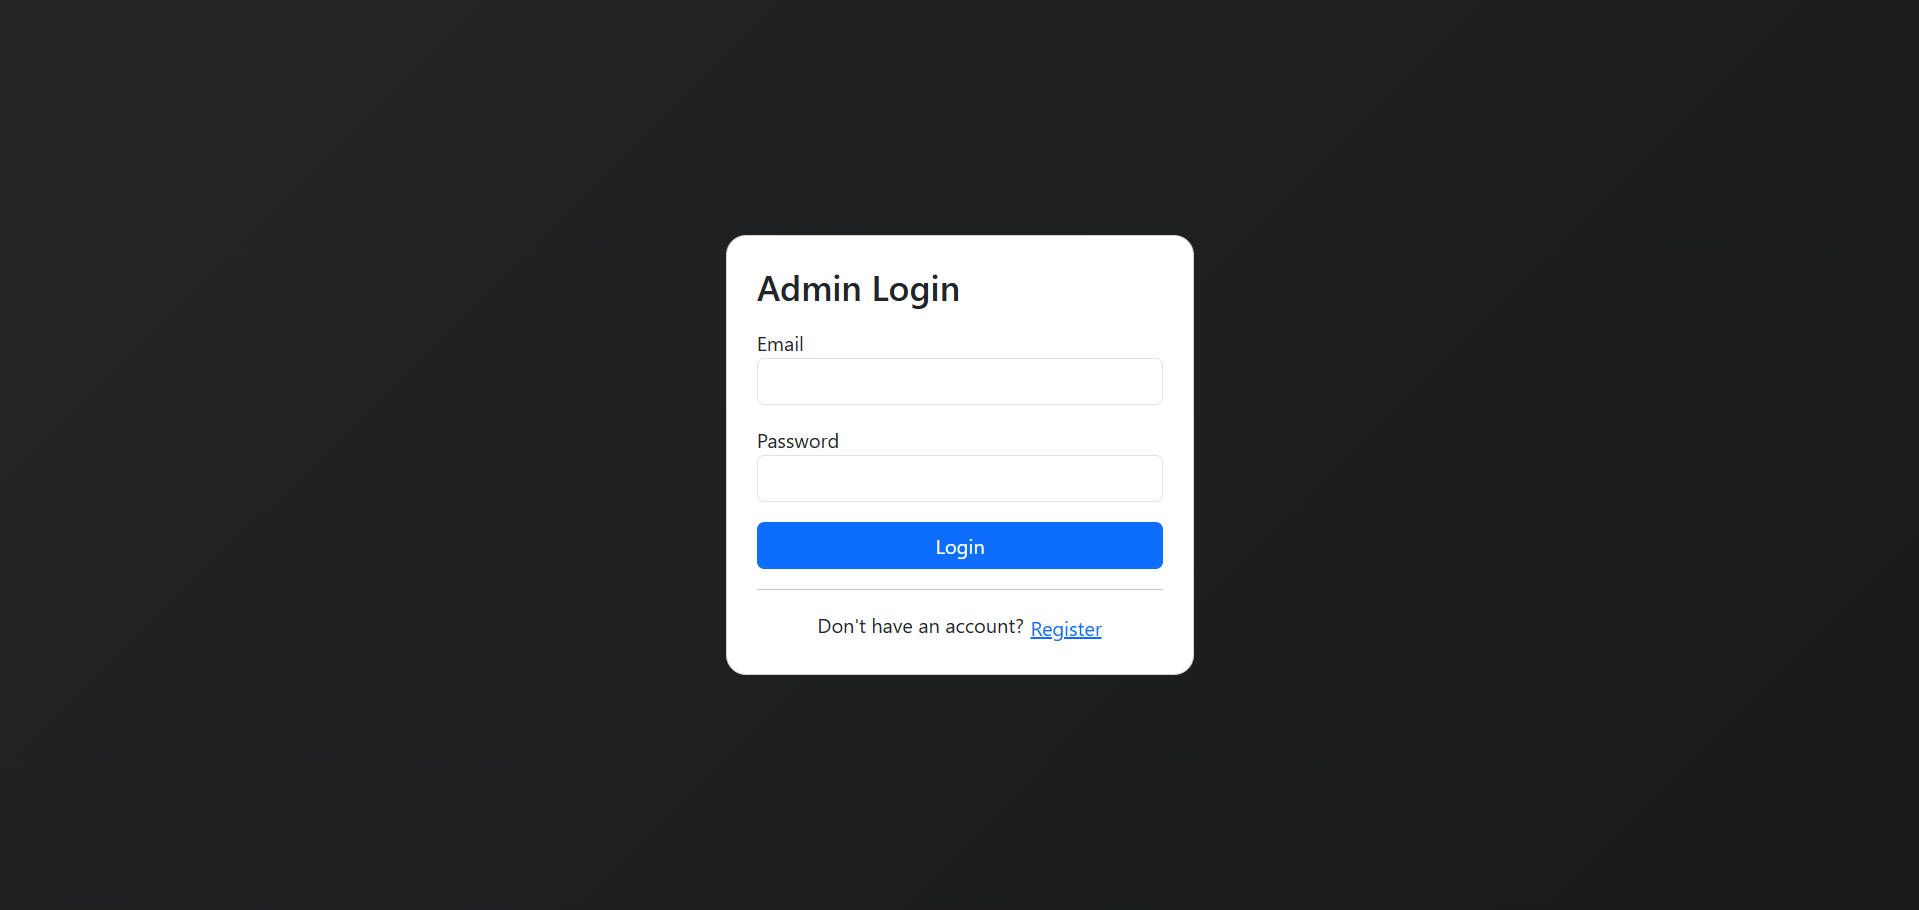 Admin Login
Email
Password
Login
Don't have an account? Register